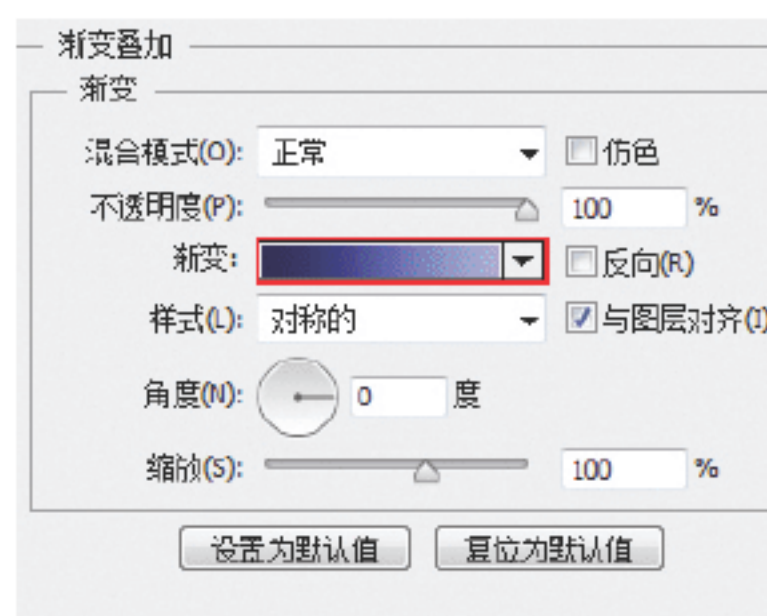 渐变叠加
渐变
混合模式(O): 正常 仿色
不透明度(P): 100 %
渐变: 反向(R)
样式(L): 对称的 与图层对齐(I)
角度(N): 0 度
缩放(S): 100 %
设置为默认值 复位为默认值